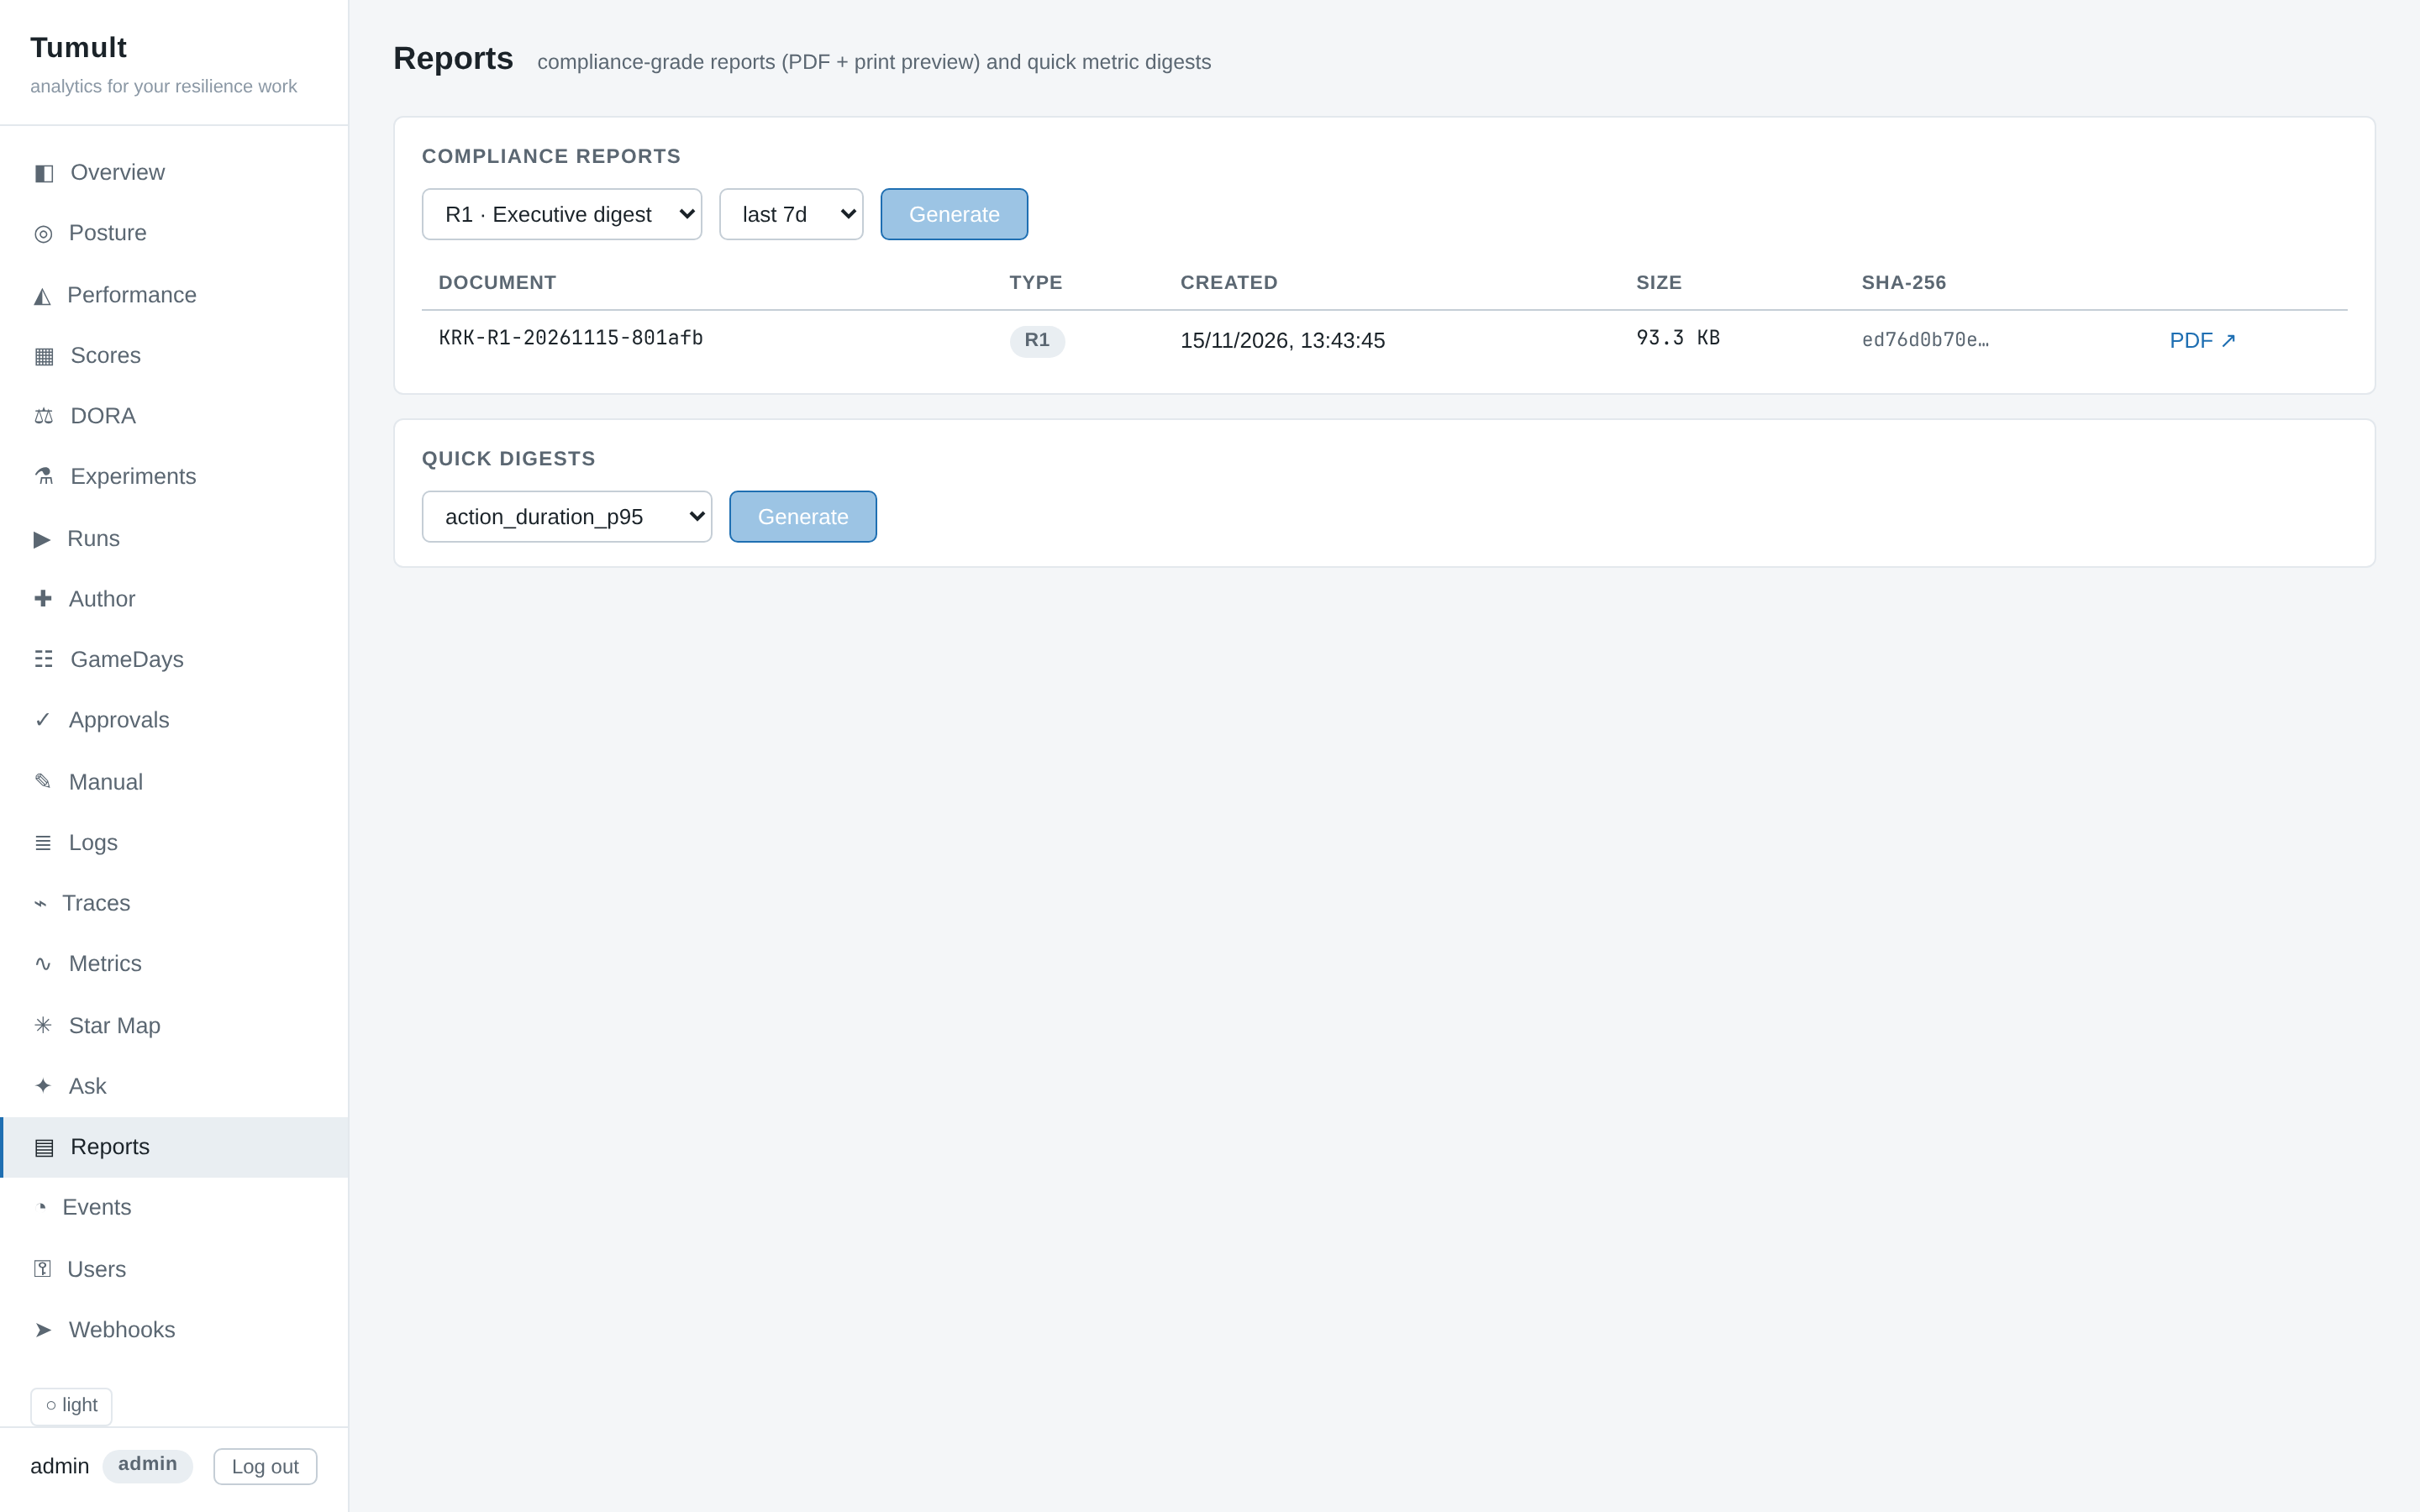 Tumult
analytics for your resilience work
Overview
Posture
Performance
Scores
DORA
Experiments
Runs
Author
GameDays
Approvals
Manual
Logs
Traces
Metrics
Star Map
Ask
Reports
Events
Users
Webhooks
○ light
admin admin Log out
Reports compliance-grade reports (PDF + print preview) and quick metric digests
COMPLIANCE REPORTS
R1 · Executive digest last 7d Generate
DOCUMENT TYPE CREATED SIZE SHA-256
KRK-R1-20261115-801afb R1 15/11/2026, 13:43:45 93.3 KB ed76d0b70e… PDF ↗
QUICK DIGESTS
action_duration_p95 Generate